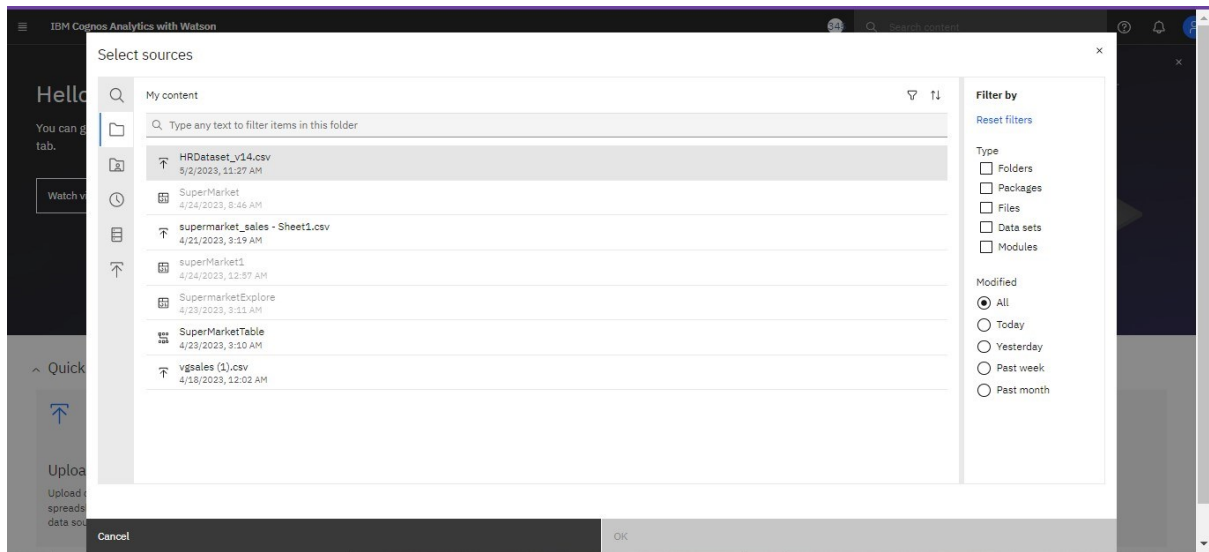 IBM Cognos Analytics with Watson
34
Search content
Select sources
Hello
You can g
tab.
Watch vi
My content
Type any text to filter items in this folder
HRDataset_v14.csv
5/2/2023, 11:27 AM
SuperMarket
4/24/2023, 8:46 AM
supermarket_sales - Sheet1.csv
4/21/2023, 3:19 AM
superMarket1
4/24/2023, 12:57 AM
SupermarketExplore
4/23/2023, 3:11 AM
SuperMarketTable
4/23/2023, 3:10 AM
vgsales (1).csv
4/18/2023, 12:02 AM
Filter by
Reset filters
Type
Folders
Packages
Files
Data sets
Modules
Modified
All
Today
Yesterday
Past week
Past month
Quick
Uploa
Upload
spreads
data sou
Cancel
OK